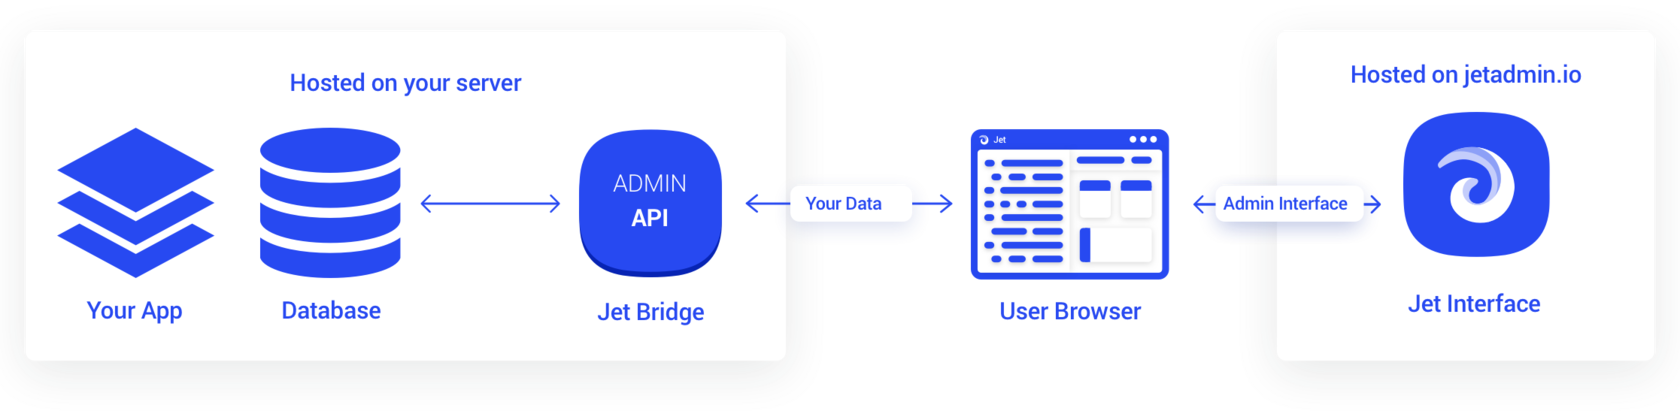 Hosted on your server
Your App
Database
ADMIN
API
Jet Bridge
Your Data
Jet
User Browser
Admin Interface
Hosted on jetadmin.io
Jet Interface